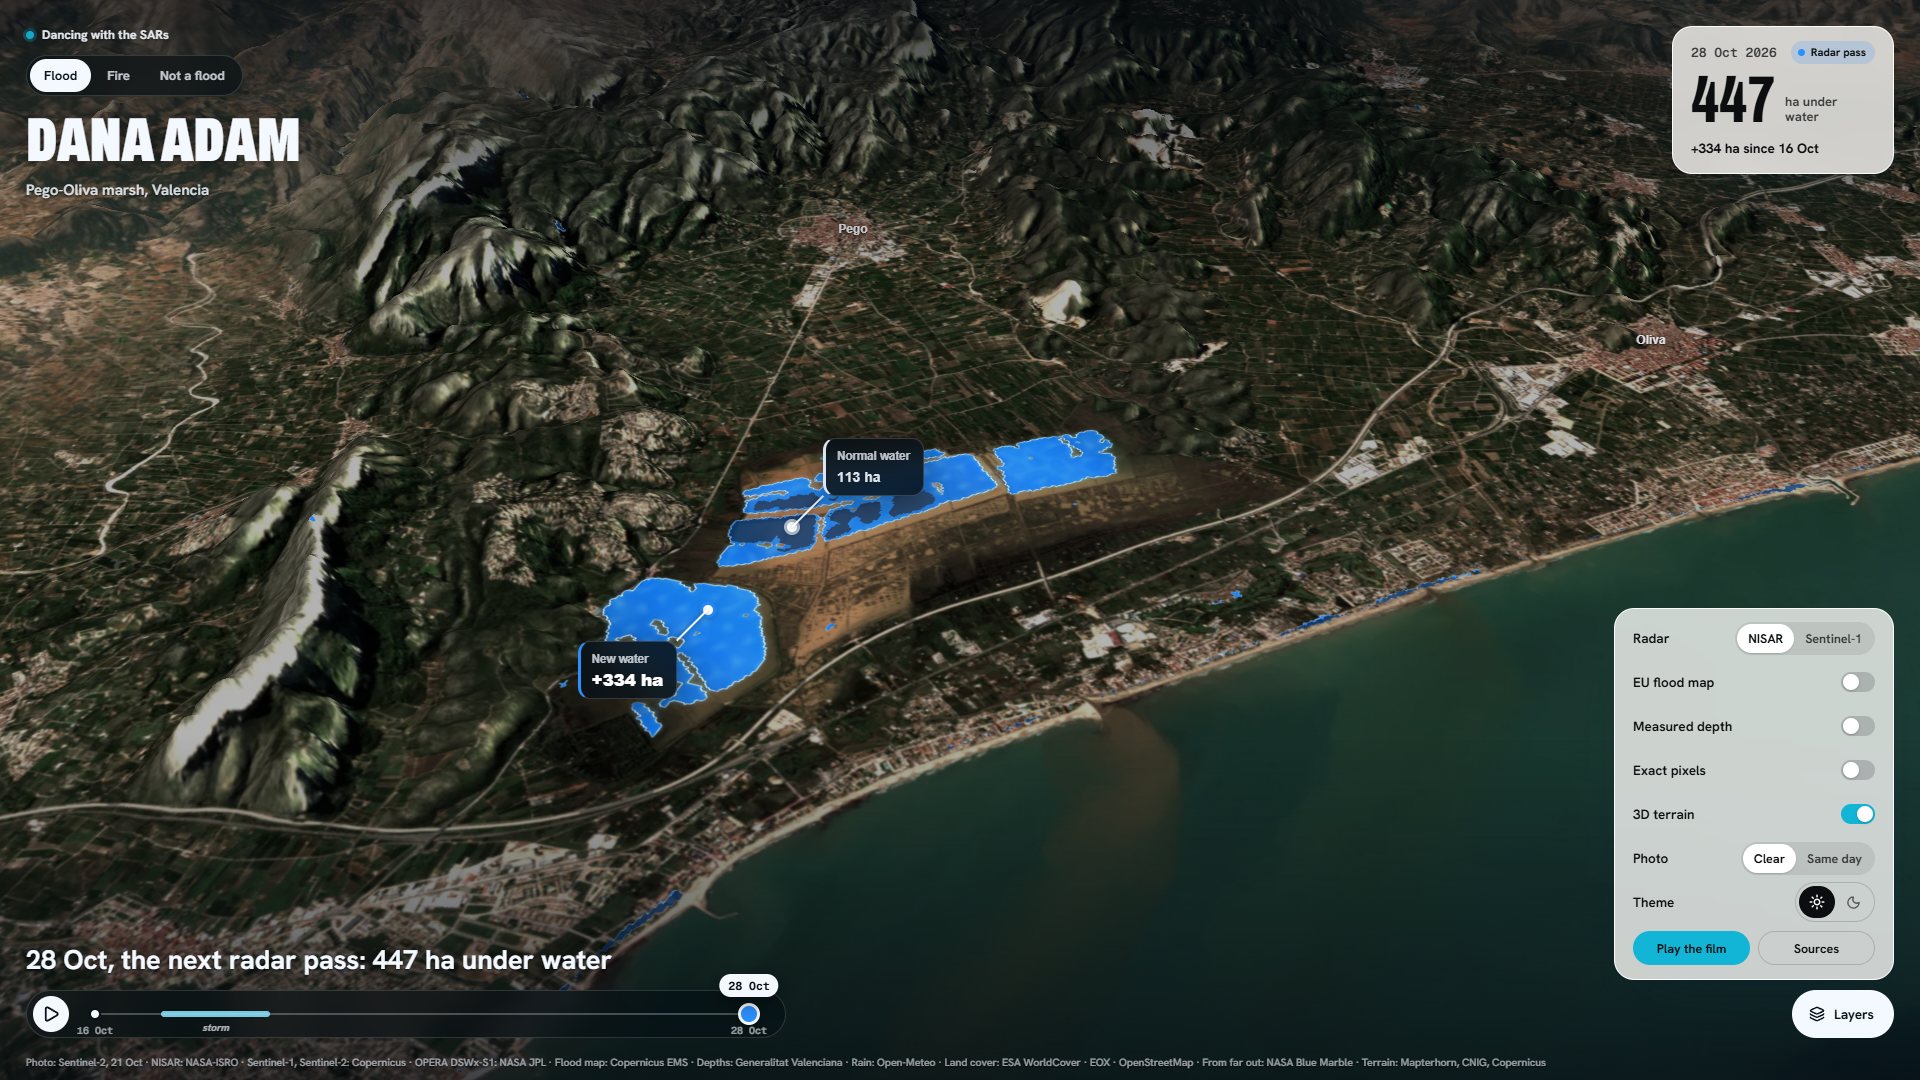 Dancing with the SARs
Flood
Fire
Not a flood
DANA ADAM
Pego-Oliva marsh, Valencia
28 Oct 2026
Radar pass
447
ha under
water
+334 ha since 16 Oct
Pego
Oliva
Normal water
113 ha
New water
+334 ha
Radar
NISAR
Sentinel-1
EU flood map
Measured depth
Exact pixels
3D terrain
Photo
Clear
Same day
Theme
Play the film
Sources
Layers
28 Oct, the next radar pass: 447 ha under water
28 Oct
16 Oct
storm
28 Oct
Photo: Sentinel-2, 21 Oct · NISAR: NASA-ISRO · Sentinel-1, Sentinel-2: Copernicus · OPERA DSWx-S1: NASA JPL · Flood map: Copernicus EMS · Depths: Generalitat Valenciana · Rain: Open-Meteo · Land cover: ESA WorldCover · EOX · OpenStreetMap · From far out: NASA Blue Marble · Terrain: Mapterhorn, CNIG, Copernicus